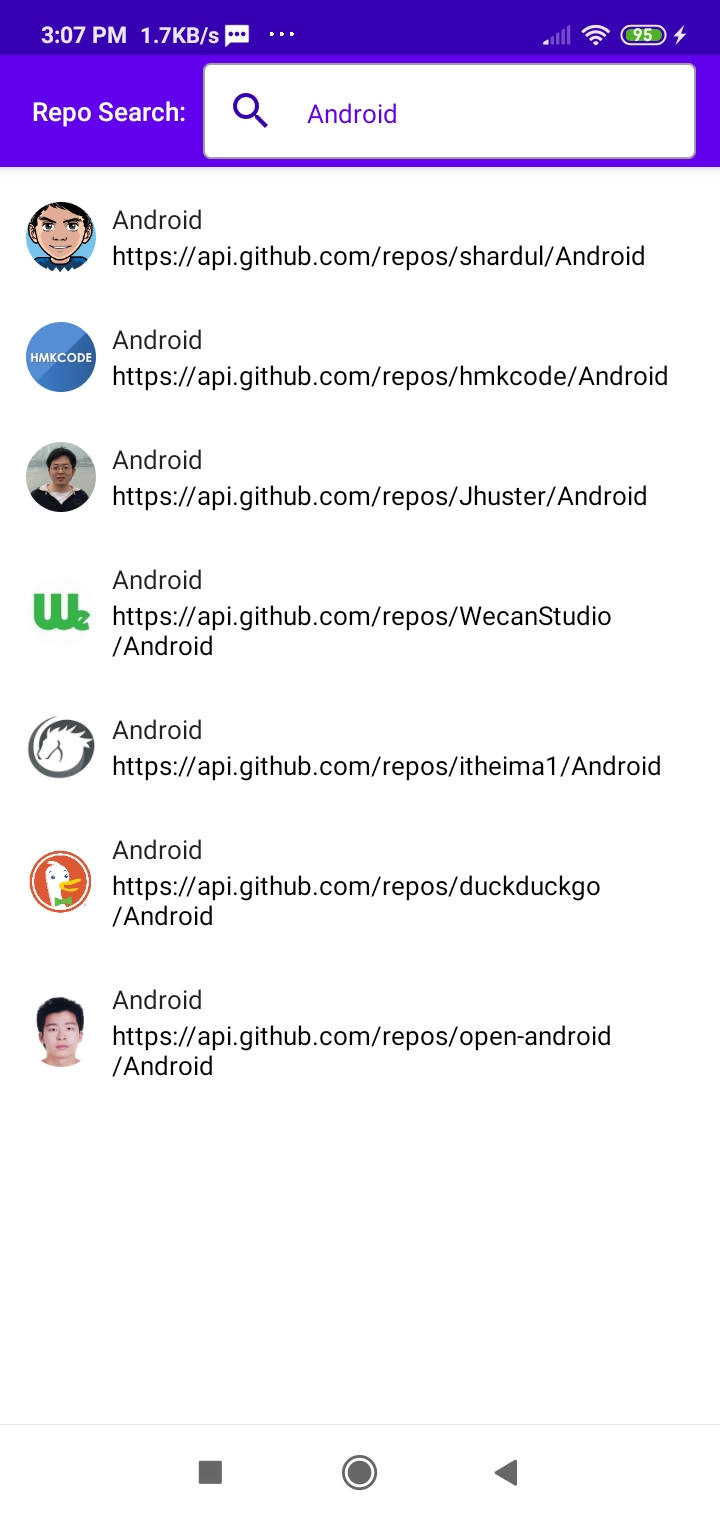 3:07 PM 1.7KB/s ...
95
Repo Search:
Android
Android
https://api.github.com/repos/shardul/Android
HMKCODE
Android
https://api.github.com/repos/hmkcode/Android
Android
https://api.github.com/repos/Jhuster/Android
We
Android
https://api.github.com/repos/WecanStudio
/Android
Android
https://api.github.com/repos/itheima1/Android
Android
https://api.github.com/repos/duckduckgo
/Android
Android
https://api.github.com/repos/open-android
/Android